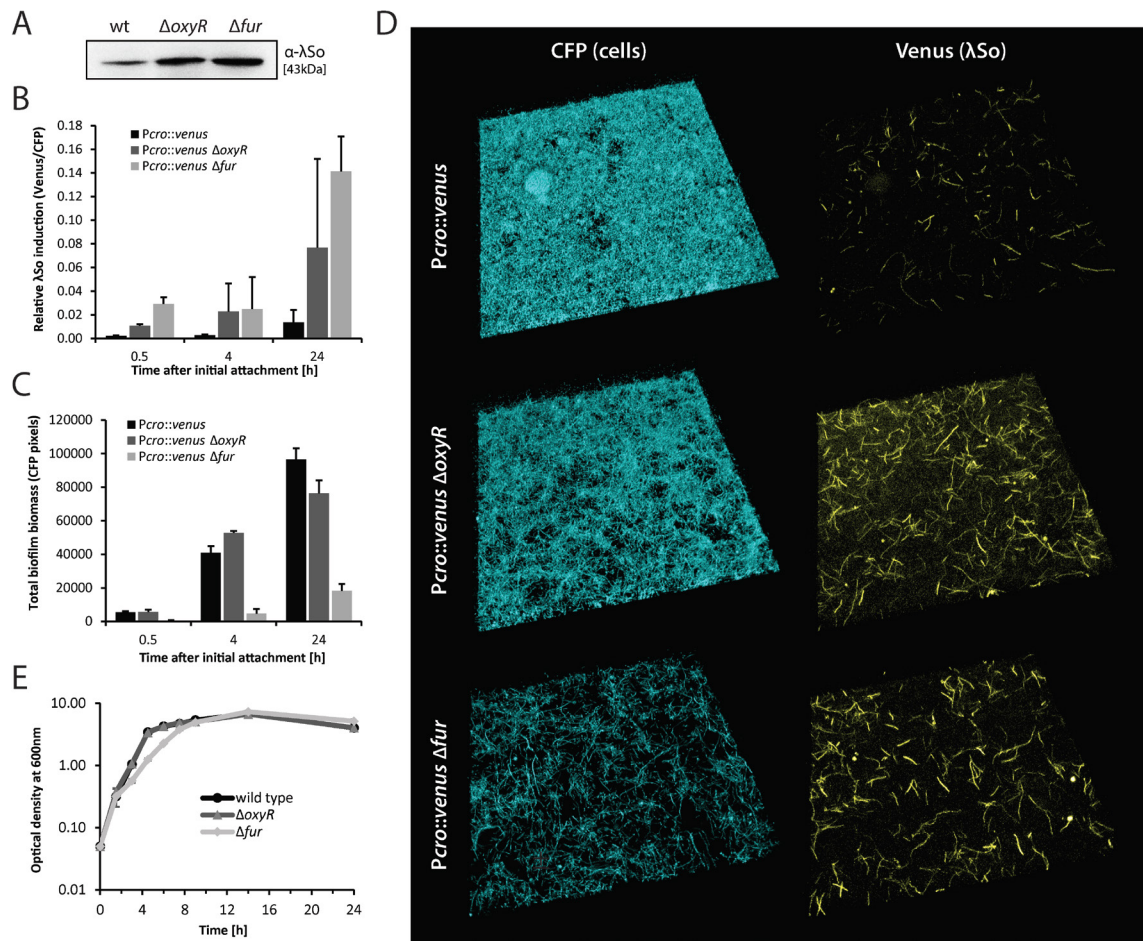 A
wt ΔoxyR Δfur
α-λSo
[43kDa]
B
Relative λSo induction (Venus/CFP)
0.18
0.16
0.14
0.12
0.10
0.08
0.06
0.04
0.02
0.00
Pcro::venus
Pcro::venus ΔoxyR
Pcro::venus Δfur
0.5 4 24
Time after initial attachment [h]
C
Total biofilm biomass (CFP pixels)
120000
100000
80000
60000
40000
20000
0
Pcro::venus
Pcro::venus ΔoxyR
Pcro::venus Δfur
0.5 4 24
Time after initial attachment [h]
E
Optical density at 600nm
10.00
1.00
0.10
0.01
wild type
ΔoxyR
Δfur
0 4 8 12 16 20 24
Time [h]
D
CFP (cells) Venus (λSo)
Pcro::venus
Pcro::venus ΔoxyR
Pcro::venus Δfur